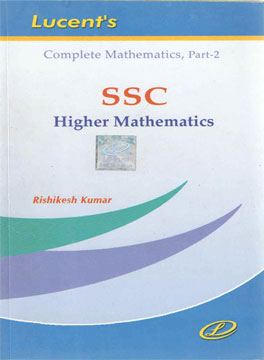 Lucent's
Complete Mathematics, Part-2
SSC
Higher Mathematics
Rishikesh Kumar